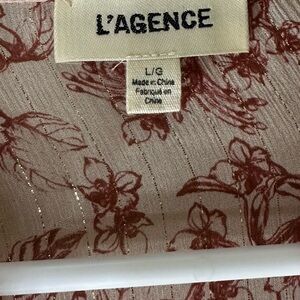 L'AGENCE
L/G
Made in China
Fabriqué en
Chine